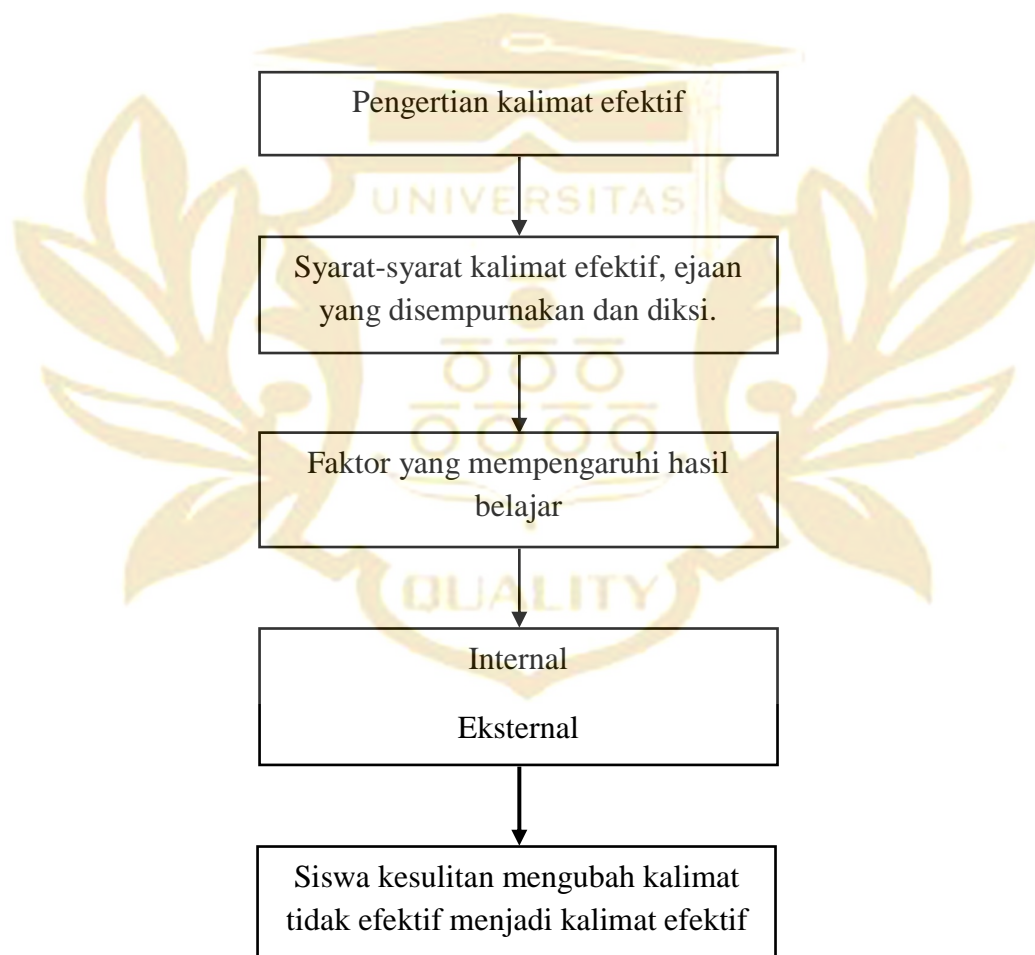 Pengertian kalimat efektif
UNIVERSITAS
Syarat-syarat kalimat efektif, ejaan
yang disempurnakan dan diksi.
Faktor yang mempengaruhi hasil
belajar
QUALITY
Internal
Eksternal
Siswa kesulitan mengubah kalimat
tidak efektif menjadi kalimat efektif